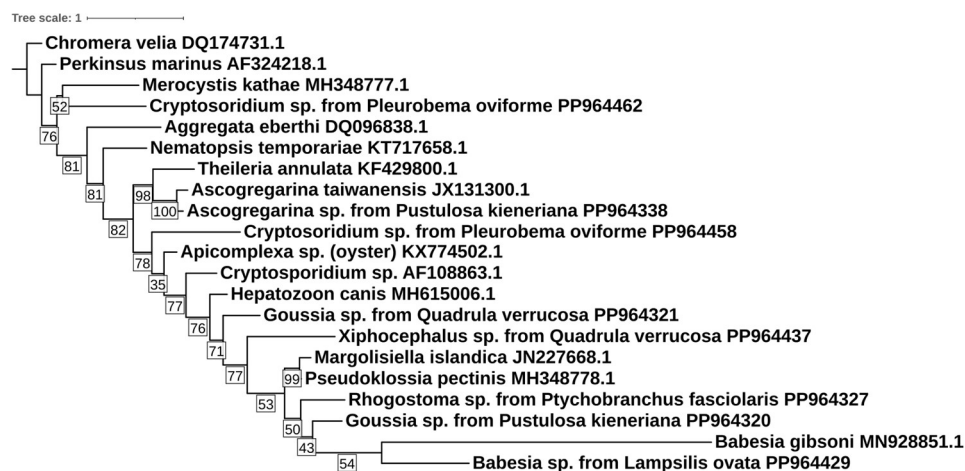 Tree scale: 1
Chromera velia DQ174731.1
Perkinsus marinus AF324218.1
Merocystis kathae MH348777.1
52
Cryptosoridium sp. from Pleurobema oviforme PP964462
76
Aggregata eberthi DQ096838.1
81
Nematopsis temporariae KT717658.1
81
Theileria annulata KF429800.1
98
Ascogregarina taiwanensis JX131300.1
100
Ascogregarina sp. from Pustulosa kieneriana PP964338
82
Cryptosoridium sp. from Pleurobema oviforme PP964458
78
Apicomplexa sp. (oyster) KX774502.1
35
Cryptosporidium sp. AF108863.1
77
Hepatozoon canis MH615006.1
76
Goussia sp. from Quadrula verrucosa PP964321
71
Xiphocephalus sp. from Quadrula verrucosa PP964437
77
Margolisiella islandica JN227668.1
99
Pseudoklossia pectinis MH348778.1
53
Rhogostoma sp. from Ptychobranchus fasciolaris PP964327
50
Goussia sp. from Pustulosa kieneriana PP964320
43
Babesia gibsoni MN928851.1
54
Babesia sp. from Lampsilis ovata PP964429